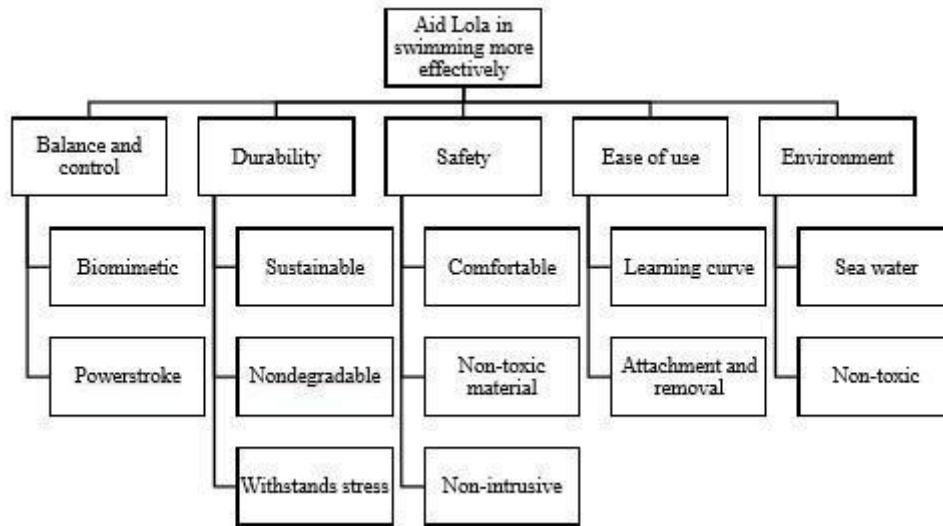 Aid Lola in
swimming more
effectively
Balance and
control
Durability
Safety
Ease of use
Environment
Biomimetic
Sustainable
Comfortable
Learning curve
Sea water
Powerstroke
Nondegradable
Non-toxic
material
Attachment and
removal
Non-toxic
Withstands stress
Non-intrusive